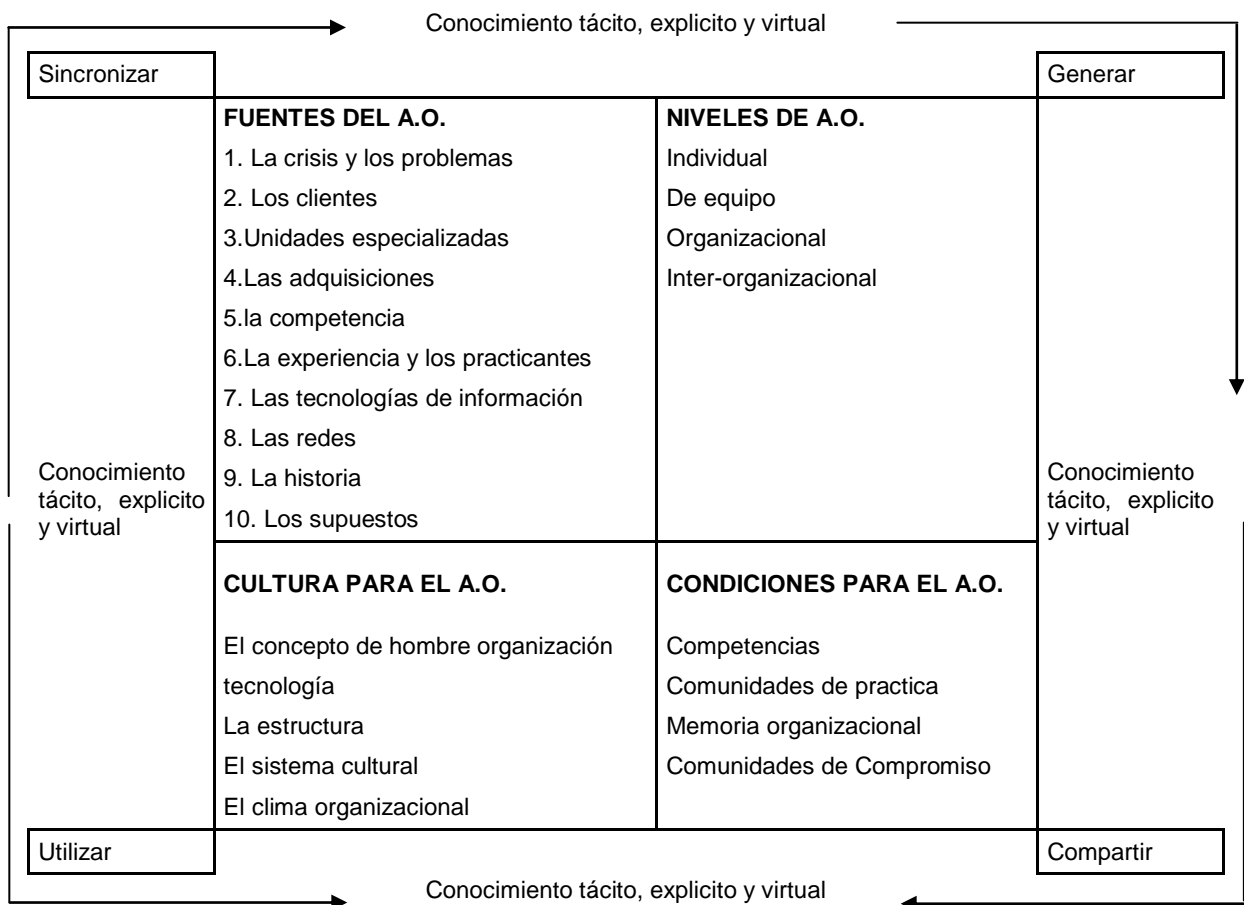 Conocimiento tácito, explicito y virtual
Sincronizar
Generar
FUENTES DEL A.O.
1. La crisis y los problemas
2. Los clientes
3.Unidades especializadas
4.Las adquisiciones
5.la competencia
6.La experiencia y los practicantes
7. Las tecnologías de información
8. Las redes
9. La historia
10. Los supuestos
NIVELES DE A.O.
Individual
De equipo
Organizacional
Inter-organizacional
Conocimiento
tácito, explicito
y virtual
Conocimiento
tácito, explicito
y virtual
CULTURA PARA EL A.O.
El concepto de hombre organización
tecnología
La estructura
El sistema cultural
El clima organizacional
CONDICIONES PARA EL A.O.
Competencias
Comunidades de practica
Memoria organizacional
Comunidades de Compromiso
Utilizar
Compartir
Conocimiento tácito, explicito y virtual